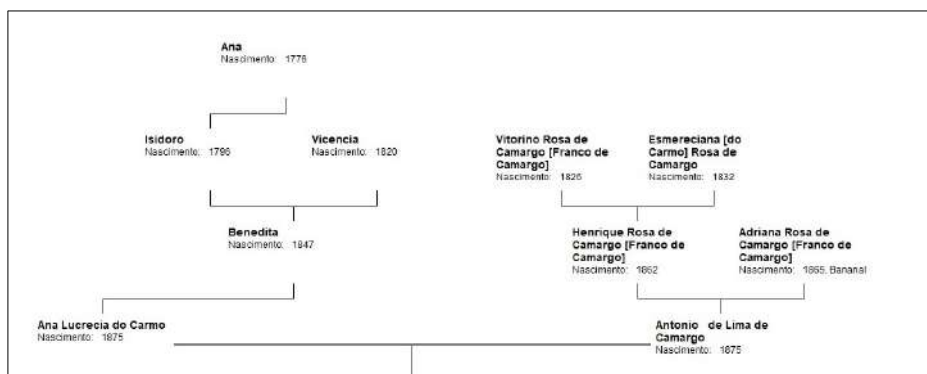 Ana
Nascimento: 1776
Isidoro
Nascimento: 1796
Vicencia
Nascimento: 1820
Vitorino Rosa de
Camargo [Franco de
Camargo]
Nascimento: 1826
Esmereciana [do
Carmo] Rosa de
Camargo
Nascimento: 1832
Benedita
Nascimento: 1847
Henrique Rosa de
Camargo [Franco de
Camargo]
Nascimento: 1862
Adriana Rosa de
Camargo [Franco de
Camargo]
Nascimento: 1865, Bananal
Ana Lucrecia do Carmo
Nascimento: 1875
Antonio de Lima de
Camargo
Nascimento: 1875